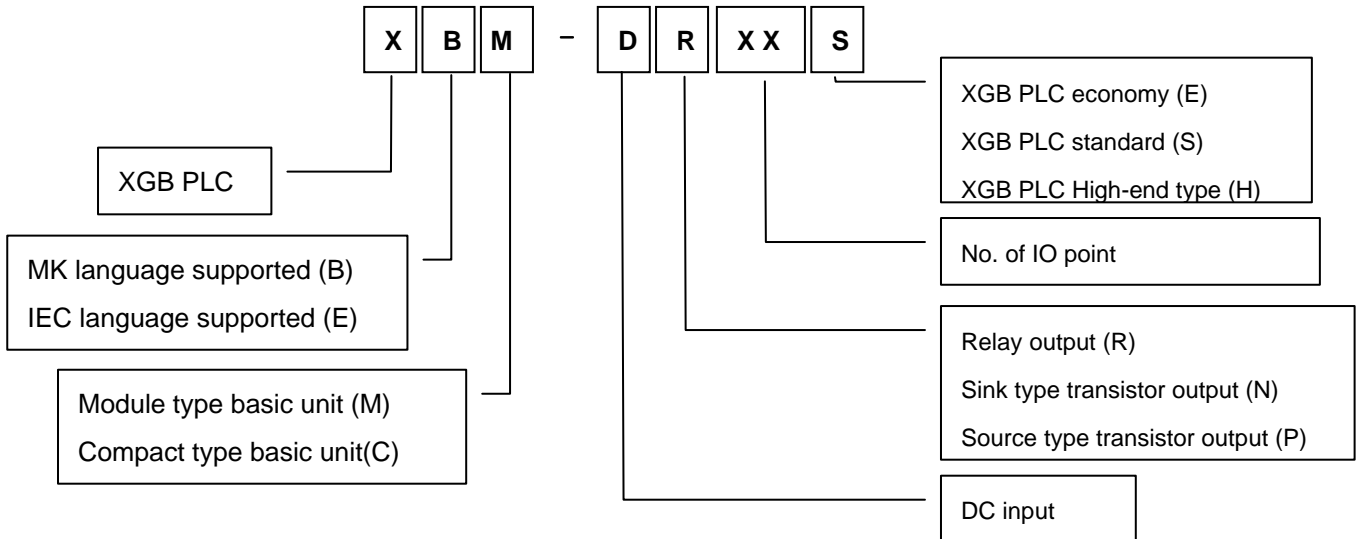 X B M - D R X X S
XGB PLC economy (E)
XGB PLC standard (S)
XGB PLC High-end type (H)
XGB PLC
No. of IO point
MK language supported (B)
IEC language supported (E)
Relay output (R)
Sink type transistor output (N)
Source type transistor output (P)
Module type basic unit (M)
Compact type basic unit(C)
DC input